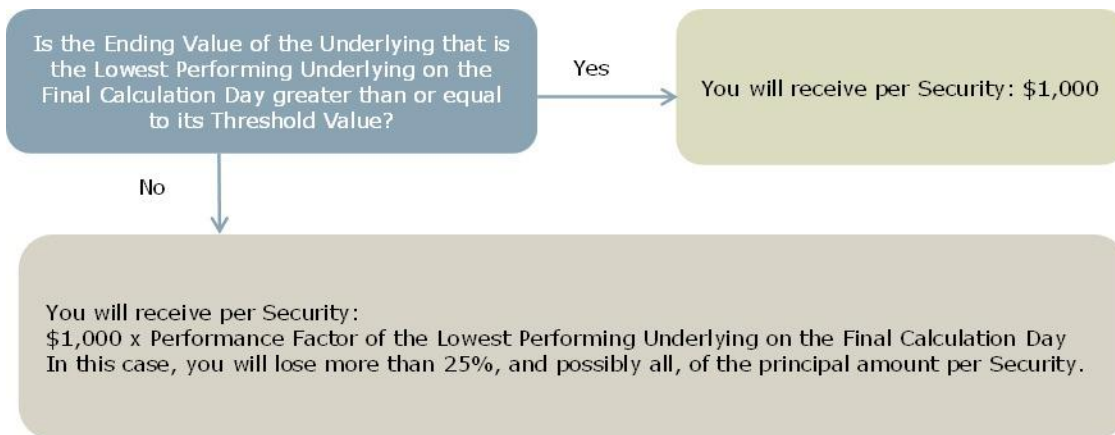 Is the Ending Value of the Underlying that is
the Lowest Performing Underlying on the
Final Calculation Day greater than or equal
to its Threshold Value?
Yes
You will receive per Security: $1,000
No
You will receive per Security:
$1,000 x Performance Factor of the Lowest Performing Underlying on the Final Calculation Day
In this case, you will lose more than 25%, and possibly all, of the principal amount per Security.